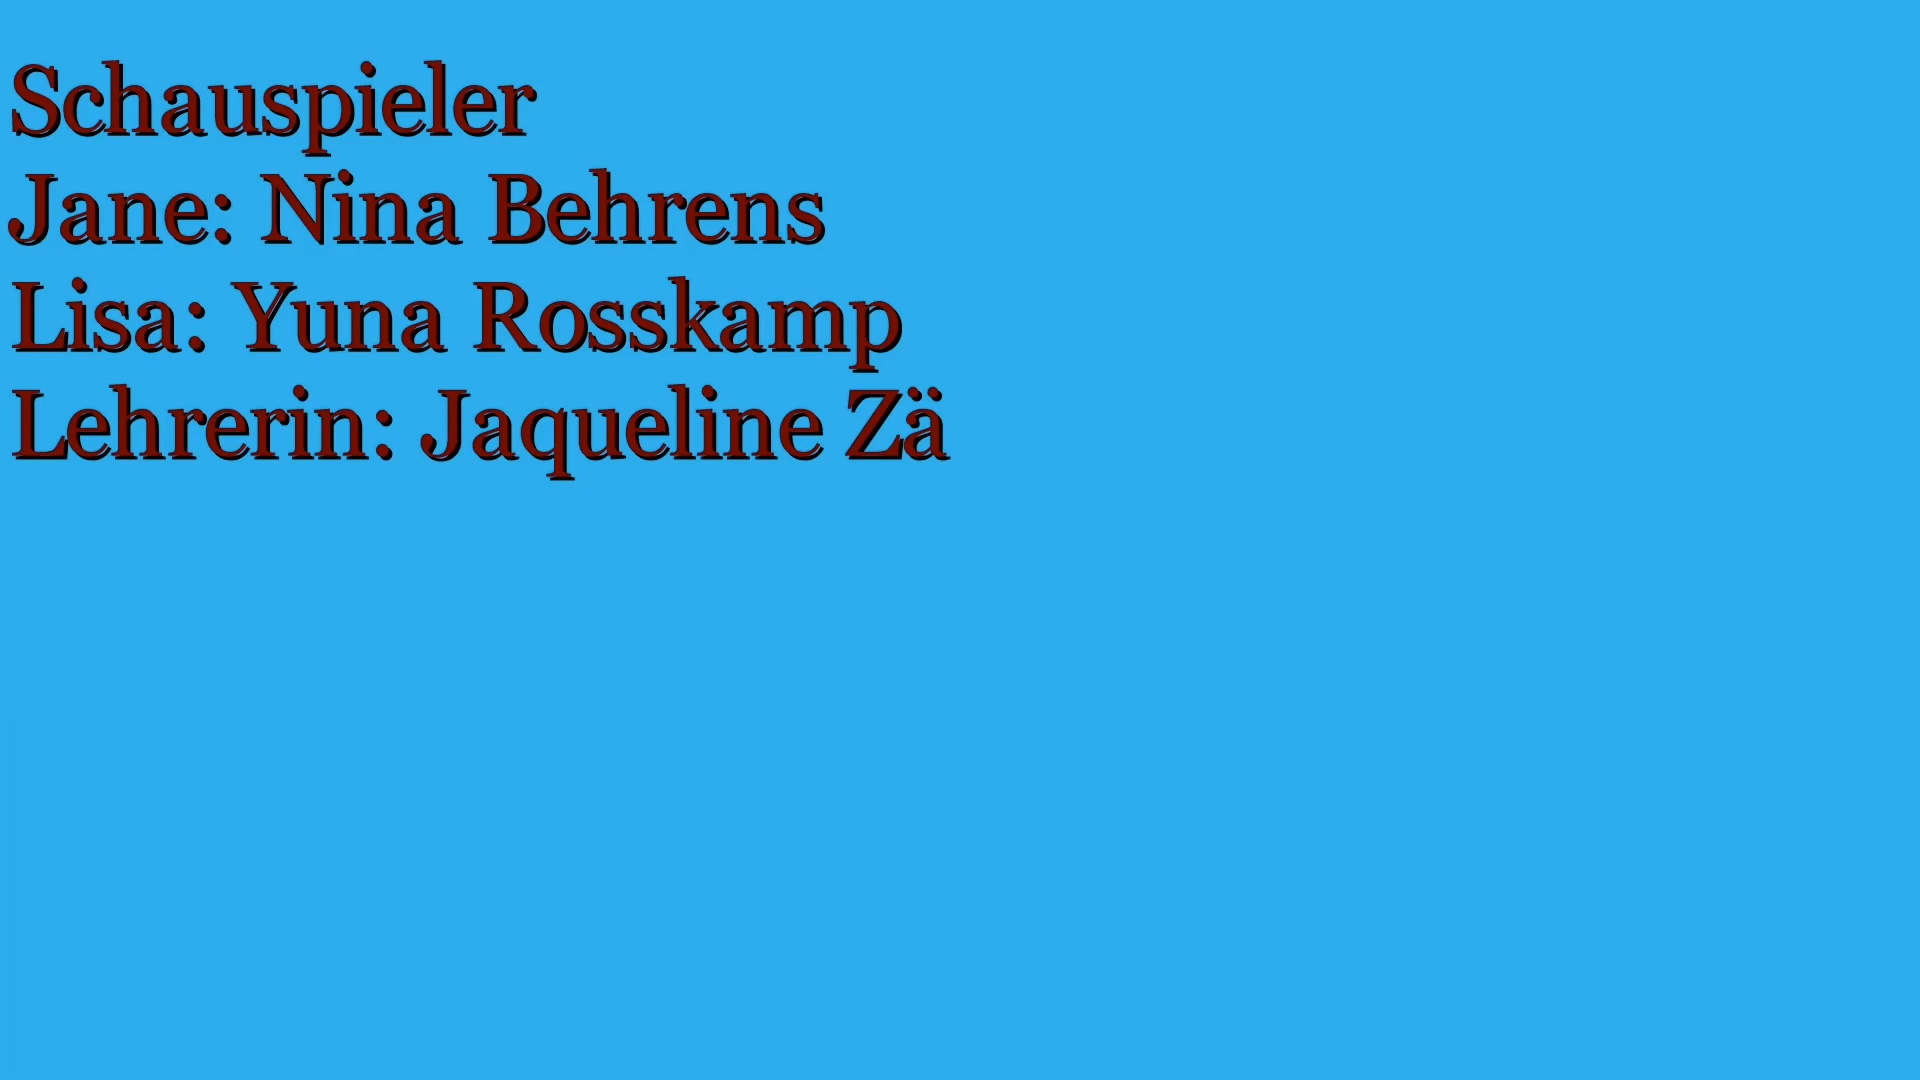 Schauspieler
Jane: Nina Behrens
Lisa: Yuna Rosskamp
Lehrerin: Jaqueline Zä